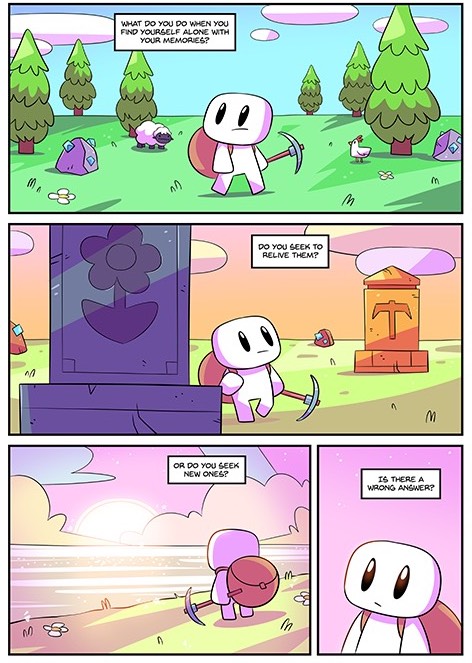 WHAT DO YOU DO WHEN YOU
FIND YOURSELF ALONE WITH
YOUR MEMORIES?
DO YOU SEEK TO
RELIVE THEM?
OR DO YOU SEEK
NEW ONES?
IS THERE A
WRONG ANSWER?